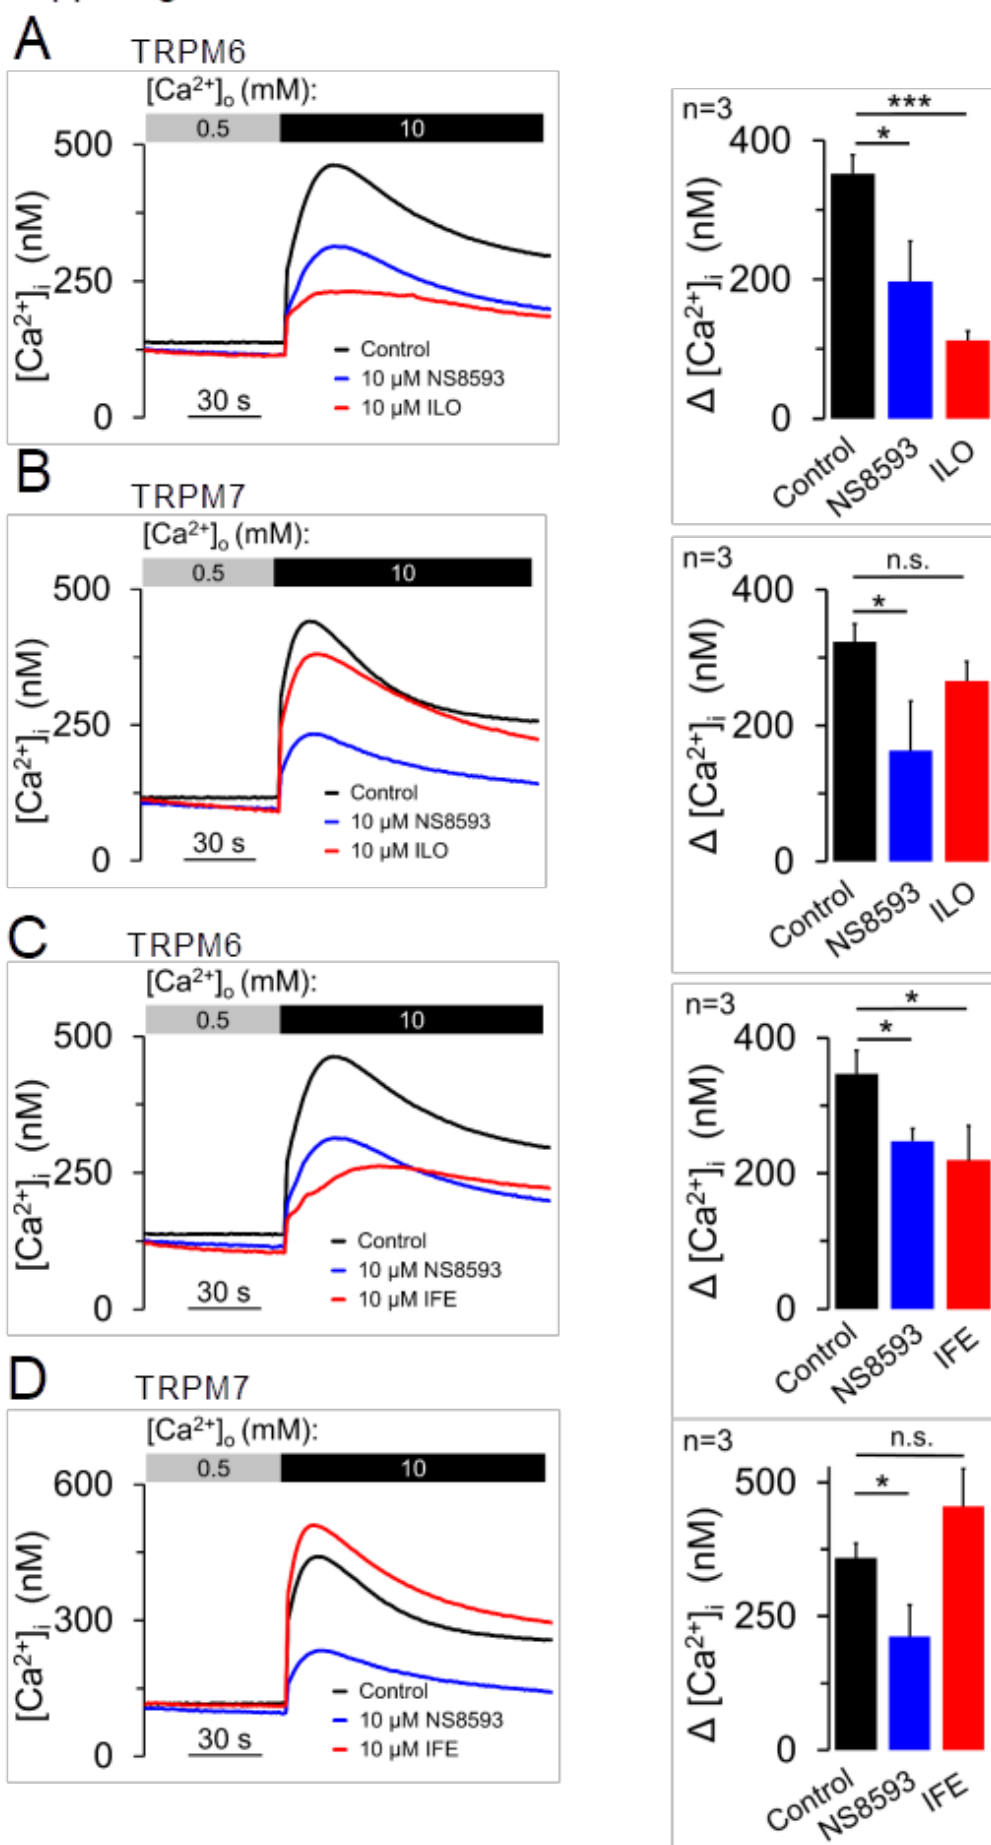 A
TRPM6
[Ca²⁺]ₒ (mM):
0.5
10
500
250
0
[Ca²⁺]ᵢ (nM)
30 s
Control
10 µM NS8593
10 µM ILO
n=3
***
*
400
200
0
Δ [Ca²⁺]ᵢ (nM)
Control
NS8593
ILO
B
TRPM7
[Ca²⁺]ₒ (mM):
0.5
10
500
250
0
[Ca²⁺]ᵢ (nM)
30 s
Control
10 µM NS8593
10 µM ILO
n=3
n.s.
*
400
200
0
Δ [Ca²⁺]ᵢ (nM)
Control
NS8593
ILO
C
TRPM6
[Ca²⁺]ₒ (mM):
0.5
10
500
250
0
[Ca²⁺]ᵢ (nM)
30 s
Control
10 µM NS8593
10 µM IFE
n=3
*
*
400
200
0
Δ [Ca²⁺]ᵢ (nM)
Control
NS8593
IFE
D
TRPM7
[Ca²⁺]ₒ (mM):
0.5
10
600
300
0
[Ca²⁺]ᵢ (nM)
30 s
Control
10 µM NS8593
10 µM IFE
n=3
n.s.
*
500
250
0
Δ [Ca²⁺]ᵢ (nM)
Control
NS8593
IFE